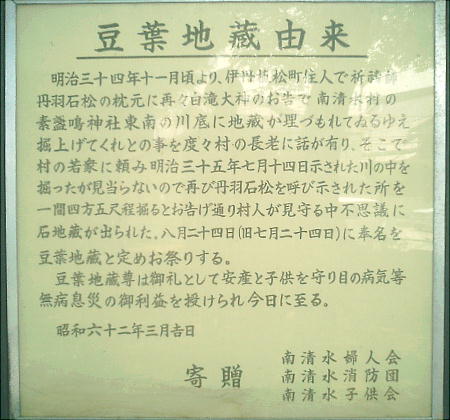 豆葉地蔵由来
明治三十四年十一月頃より、伊丹植松町住人で祈祷師
丹羽石松の枕元に再々白滝大神のお告で南清水村の
素盞鳴神社東南の川底に地蔵が埋づもれてゐるゆえ
掘上げてくれとの事を度々村の長老に話が有り、そこで
村の若衆に頼み明治三十五年七月十四日示された川の中を
掘ったが見当らないので再び丹羽石松を呼び示された所を
一間四方五尺程掘るとお告げ通り村人が見守る中不思議に
石地蔵が出られた、八月二十四日(旧七月二十四日)に奉名を
豆葉地蔵と定めお祭りする。
豆葉地蔵尊は御礼として安産と子供を守り目の病気等
無病息災の御利益を授けられ今日に至る。
昭和六十二年三月吉日
寄贈
南清水婦人会
南清水消防団
南清水子供会